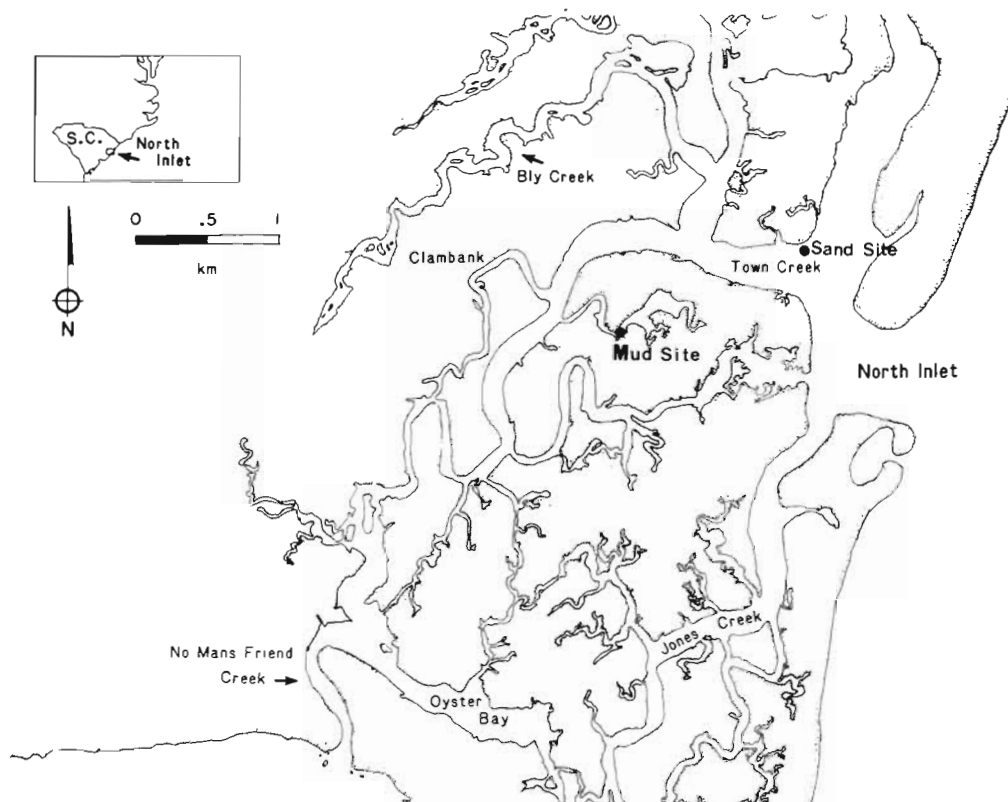 S.C.
North
Inlet
Bly Creek
0 .5 1
km
N
Clambank
Sand Site
Town Creek
Mud Site
North Inlet
No Mans Friend
Creek
Jones Creek
Oyster
Bay